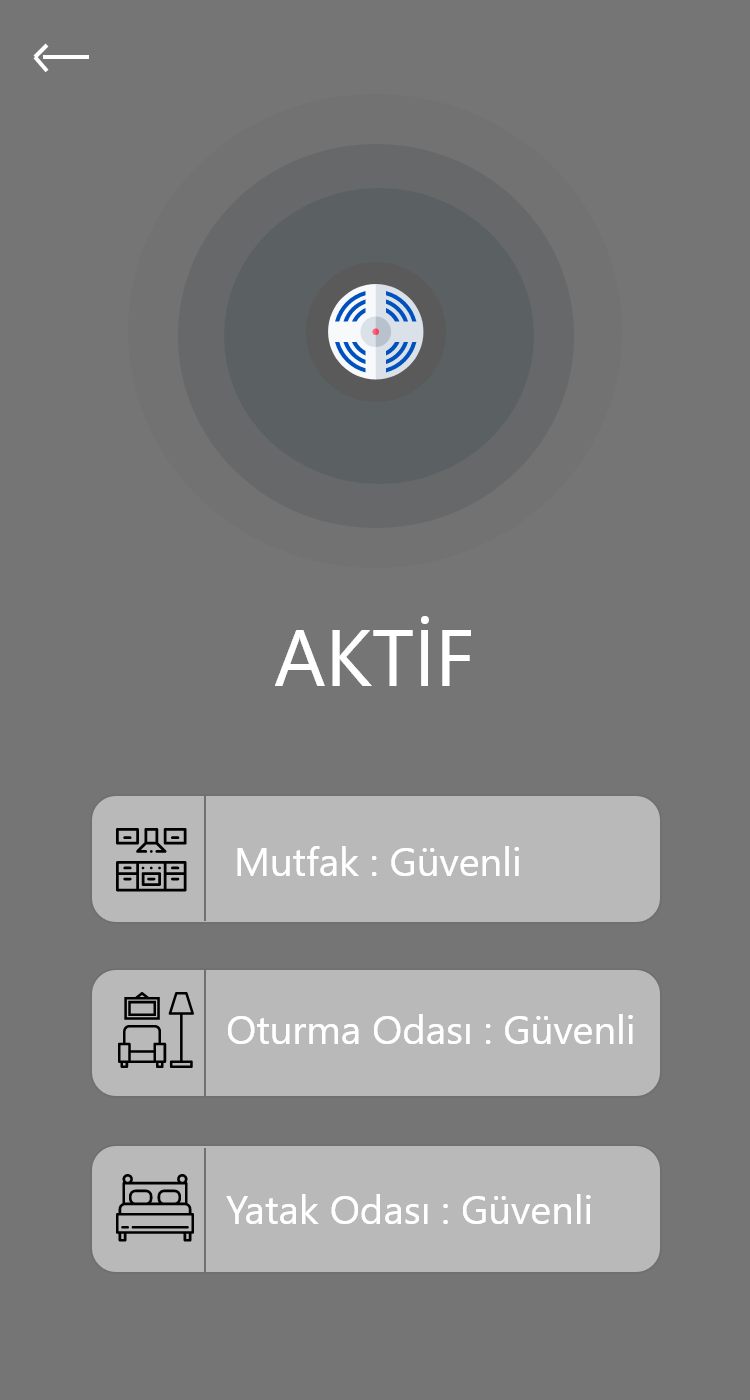 AKTİF
Mutfak : Güvenli
Oturma Odası : Güvenli
Yatak Odası : Güvenli